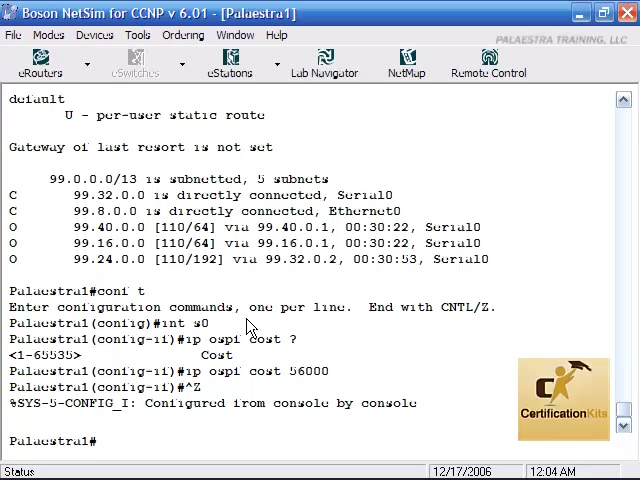 Boson NetSim for CCNP v 6.01 - [Palaestra1]
File Modes Devices Tools Ordering Window Help
PALAESTRA TRAINING, LLC
eRouters eSwitches eStations Lab Navigator NetMap Remote Control
default
U - per-user static route
Gateway of last resort is not set
99.0.0.0/13 is subnetted, 5 subnets
C 99.32.0.0 is directly connected, Serial0
C 99.8.0.0 is directly connected, Ethernet0
O 99.40.0.0 [110/64] via 99.40.0.1, 00:30:22, Serial0
O 99.16.0.0 [110/64] via 99.16.0.1, 00:30:22, Serial0
O 99.24.0.0 [110/192] via 99.32.0.2, 00:30:53, Serial0
Palaestra1#conf t
Enter configuration commands, one per line. End with CNTL/Z.
Palaestra1(config)#int s0
Palaestra1(config-if)#ip ospf cost ?
<1-65535> Cost
Palaestra1(config-if)#ip ospf cost 56000
Palaestra1(config-if)#^Z
%SYS-5-CONFIG_I: Configured from console by console
Palaestra1#
CertificationKits
Status 12/17/2006 12:04 AM